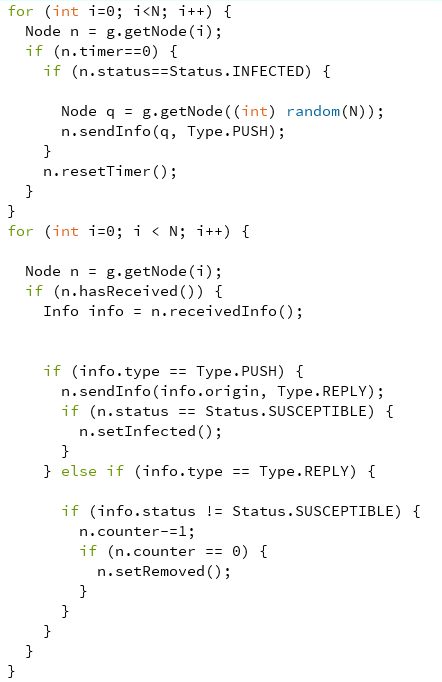 for (int i=0; i<N; i++) {
  Node n = g.getNode(i);
  if (n.timer==0) {
    if (n.status==Status.INFECTED) {

      Node q = g.getNode((int) random(N));
      n.sendInfo(q, Type.PUSH);
    }
    n.resetTimer();
  }
}
for (int i=0; i < N; i++) {

  Node n = g.getNode(i);
  if (n.hasReceived()) {
    Info info = n.receivedInfo();


    if (info.type == Type.PUSH) {
      n.sendInfo(info.origin, Type.REPLY);
      if (n.status == Status.SUSCEPTIBLE) {
        n.setInfected();
      }
    } else if (info.type == Type.REPLY) {

      if (info.status != Status.SUSCEPTIBLE) {
        n.counter-=1;
        if (n.counter == 0) {
          n.setRemoved();
        }
      }
    }
  }
}